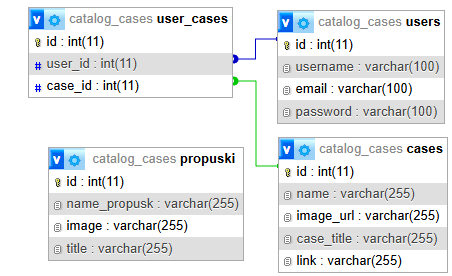 v catalog_cases user_cases
id : int(11)
# user_id : int(11)
# case_id : int(11)
v catalog_cases users
id : int(11)
username : varchar(100)
email : varchar(100)
password : varchar(100)
v catalog_cases propuski
id : int(11)
name_propusk : varchar(255)
image : varchar(255)
title : varchar(255)
v catalog_cases cases
id : int(11)
name : varchar(255)
image_url : varchar(255)
case_title : varchar(255)
link : varchar(255)